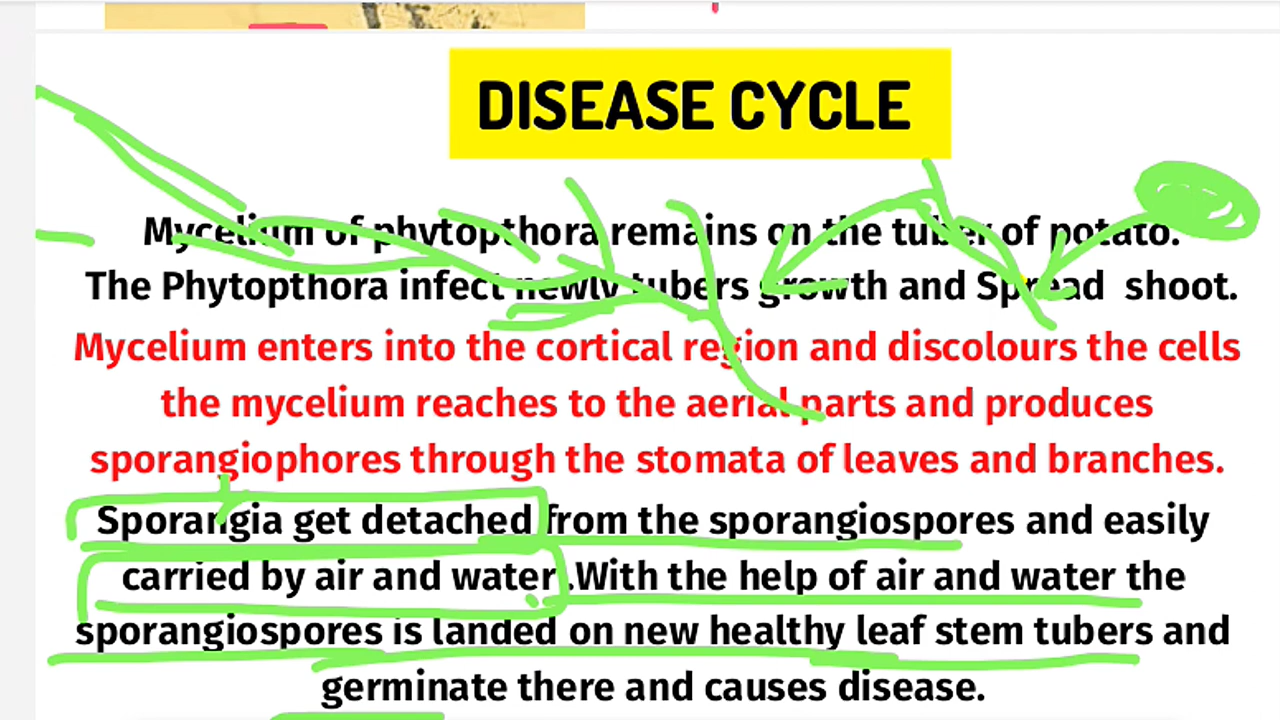 DISEASE CYCLE
Mycelium of phytopthora remains on the tuber of potato.
The Phytopthora infect newly tubers growth and Spread shoot.
Mycelium enters into the cortical region and discolours the cells
the mycelium reaches to the aerial parts and produces
sporangiophores through the stomata of leaves and branches.
Sporangia get detached from the sporangiospores and easily
carried by air and water .With the help of air and water the
sporangiospores is landed on new healthy leaf stem tubers and
germinate there and causes disease.